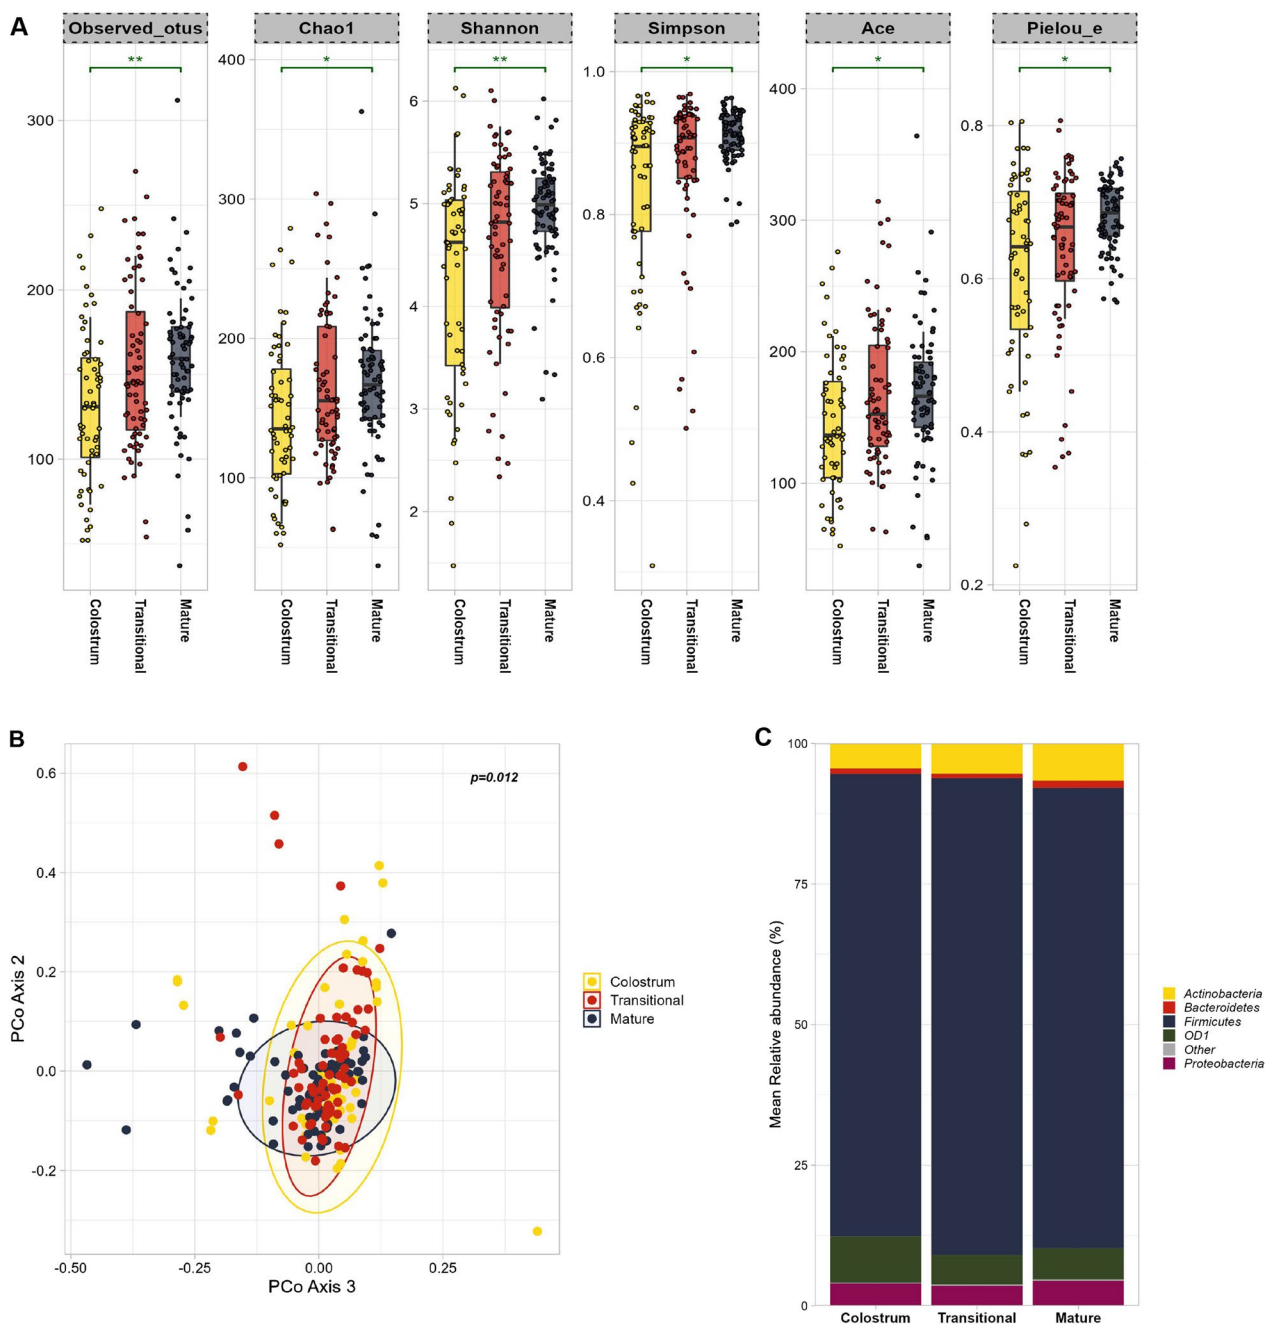 A
Observed_otus Chao1 Shannon Simpson Ace Pielou_e
** * ** * * *
300
200
100
400
300
200
100
6
5
4
3
2
1.0
0.8
0.6
0.4
400
300
200
100
0.8
0.6
0.4
0.2
Colostrum Transitional Mature Colostrum Transitional Mature Colostrum Transitional Mature Colostrum Transitional Mature Colostrum Transitional Mature Colostrum Transitional Mature
B
p=0.012
PCo Axis 2
0.6
0.4
0.2
0.0
-0.2
-0.50 -0.25 0.00 0.25
PCo Axis 3
Colostrum
Transitional
Mature
C
Mean Relative abundance (%)
100
75
50
25
0
Colostrum Transitional Mature
Actinobacteria
Bacteroidetes
Firmicutes
OD1
Other
Proteobacteria